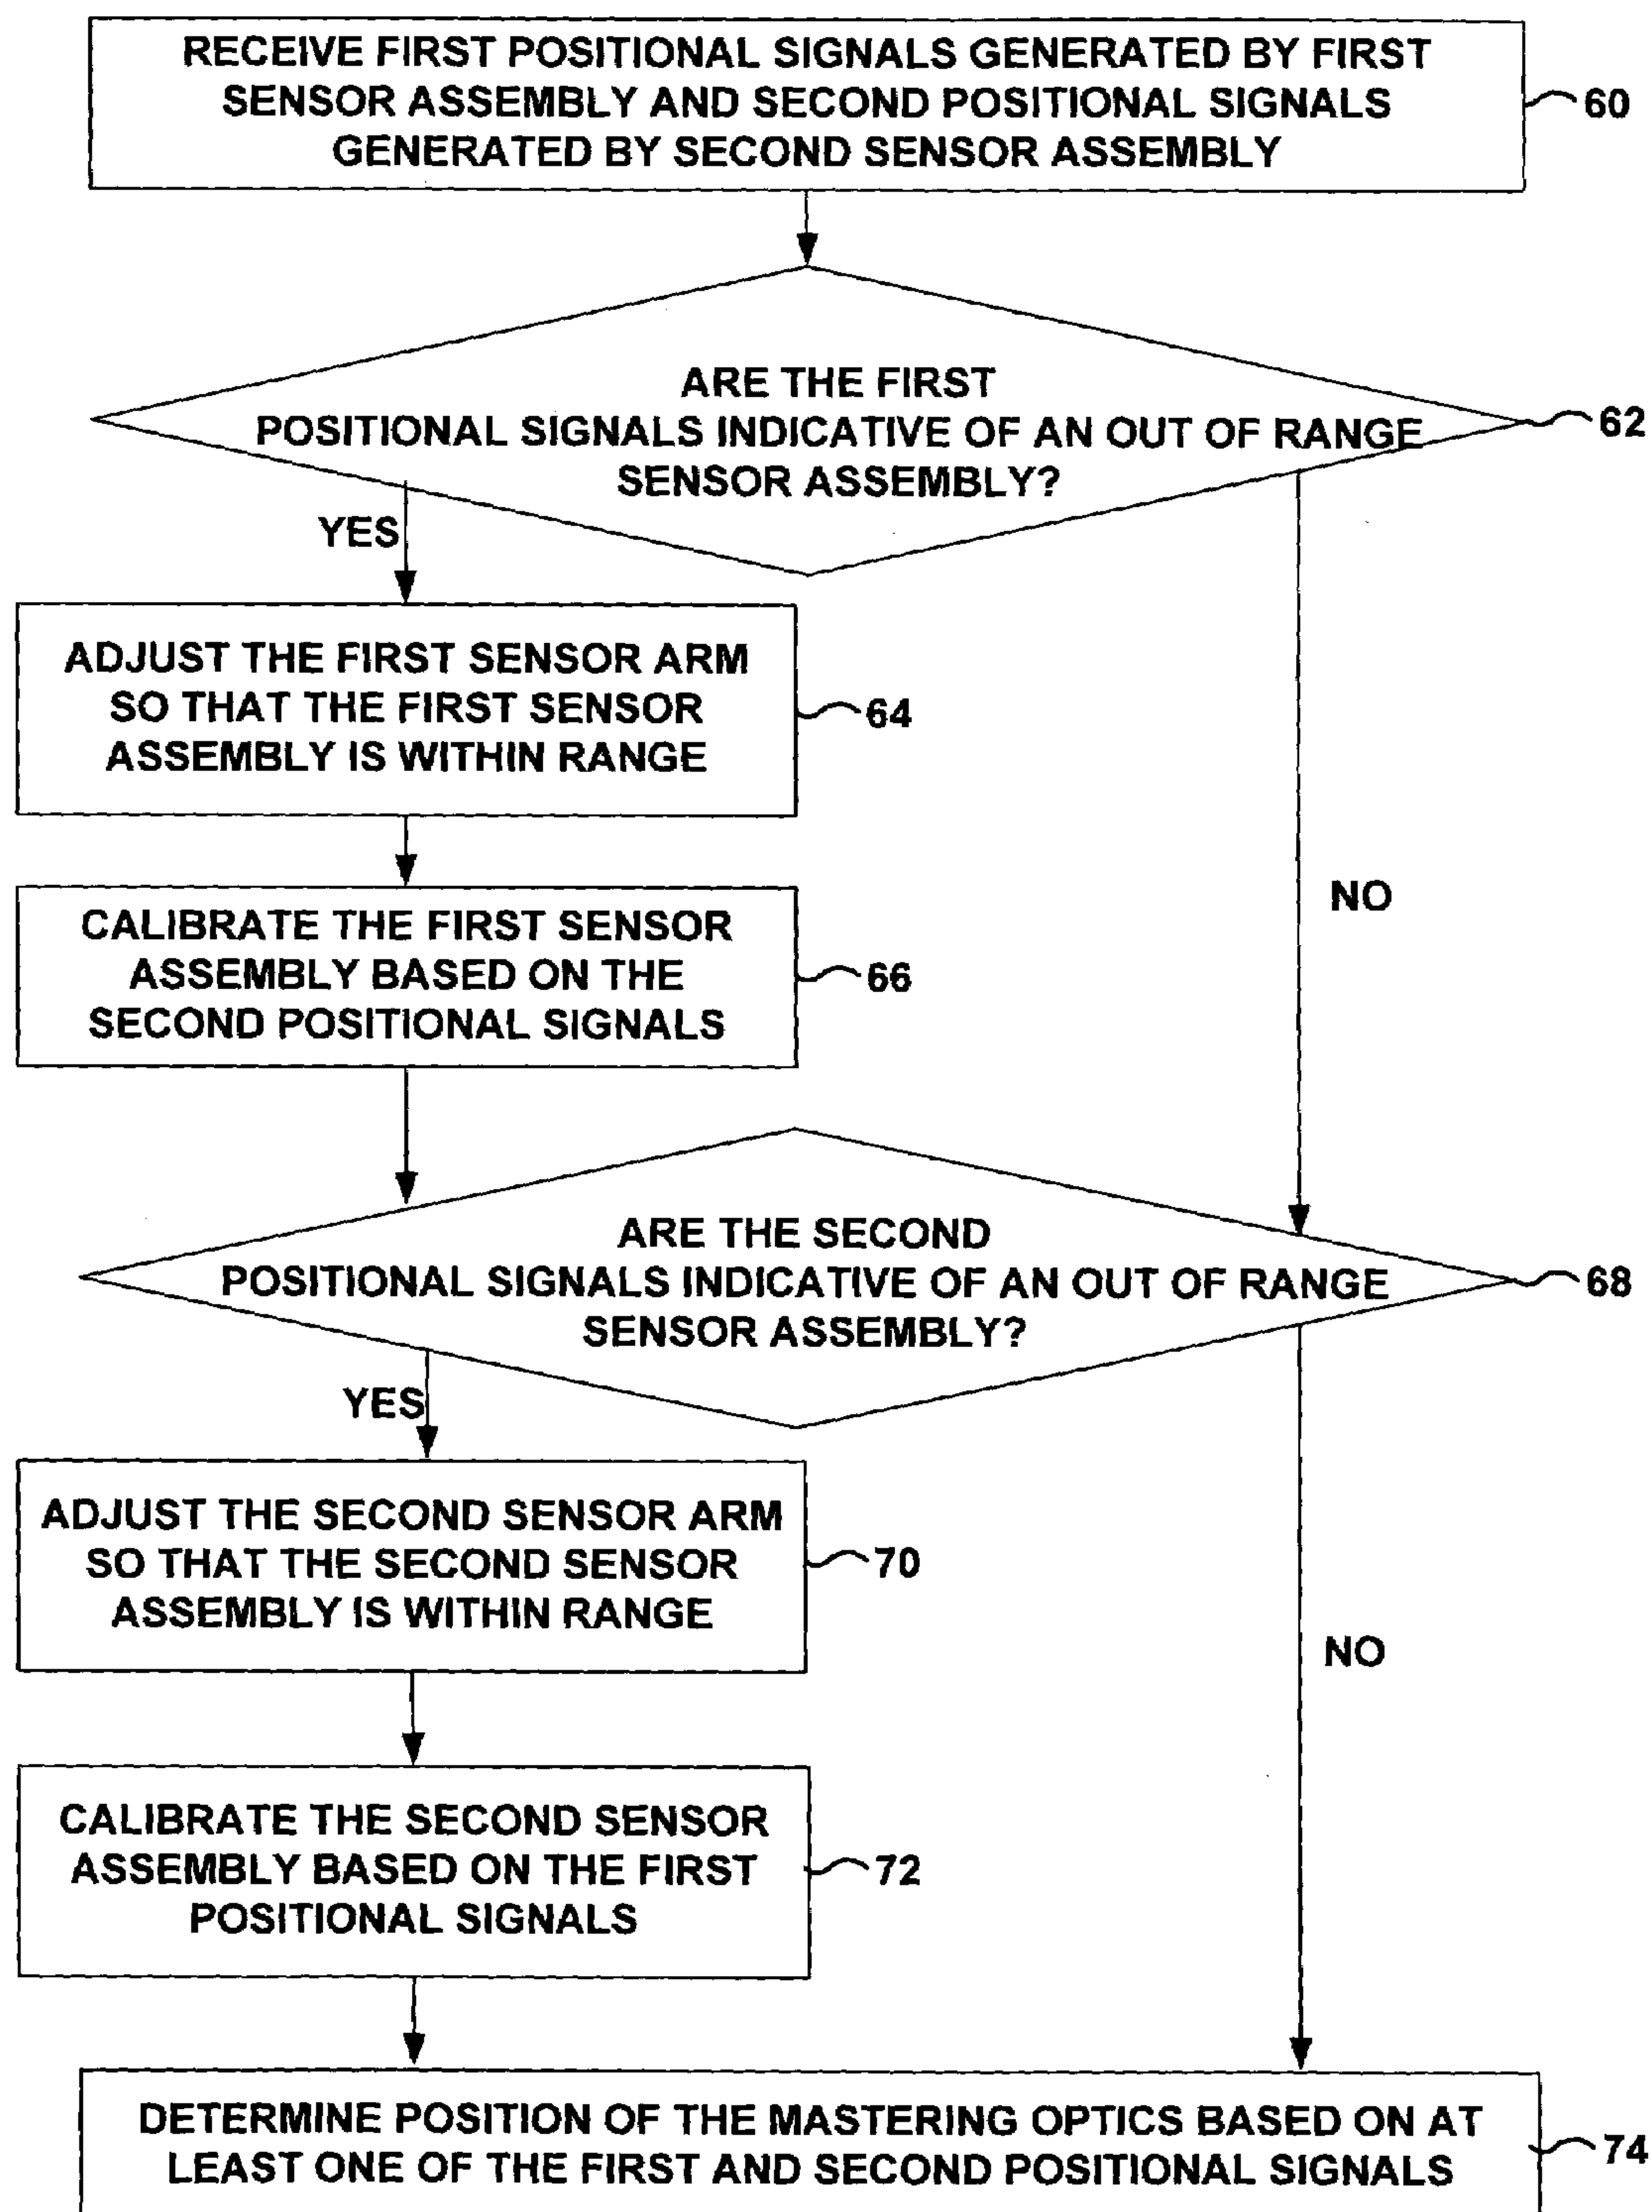 RECEIVE FIRST POSITIONAL SIGNALS GENERATED BY FIRST
SENSOR ASSEMBLY AND SECOND POSITIONAL SIGNALS
GENERATED BY SECOND SENSOR ASSEMBLY
60
ARE THE FIRST
POSITIONAL SIGNALS INDICATIVE OF AN OUT OF RANGE
SENSOR ASSEMBLY?
62
YES
ADJUST THE FIRST SENSOR ARM
SO THAT THE FIRST SENSOR
ASSEMBLY IS WITHIN RANGE
64
NO
CALIBRATE THE FIRST SENSOR
ASSEMBLY BASED ON THE
SECOND POSITIONAL SIGNALS
66
ARE THE SECOND
POSITIONAL SIGNALS INDICATIVE OF AN OUT OF RANGE
SENSOR ASSEMBLY?
68
YES
ADJUST THE SECOND SENSOR ARM
SO THAT THE SECOND SENSOR
ASSEMBLY IS WITHIN RANGE
70
NO
CALIBRATE THE SECOND SENSOR
ASSEMBLY BASED ON THE FIRST
POSITIONAL SIGNALS
72
DETERMINE POSITION OF THE MASTERING OPTICS BASED ON AT
LEAST ONE OF THE FIRST AND SECOND POSITIONAL SIGNALS
74